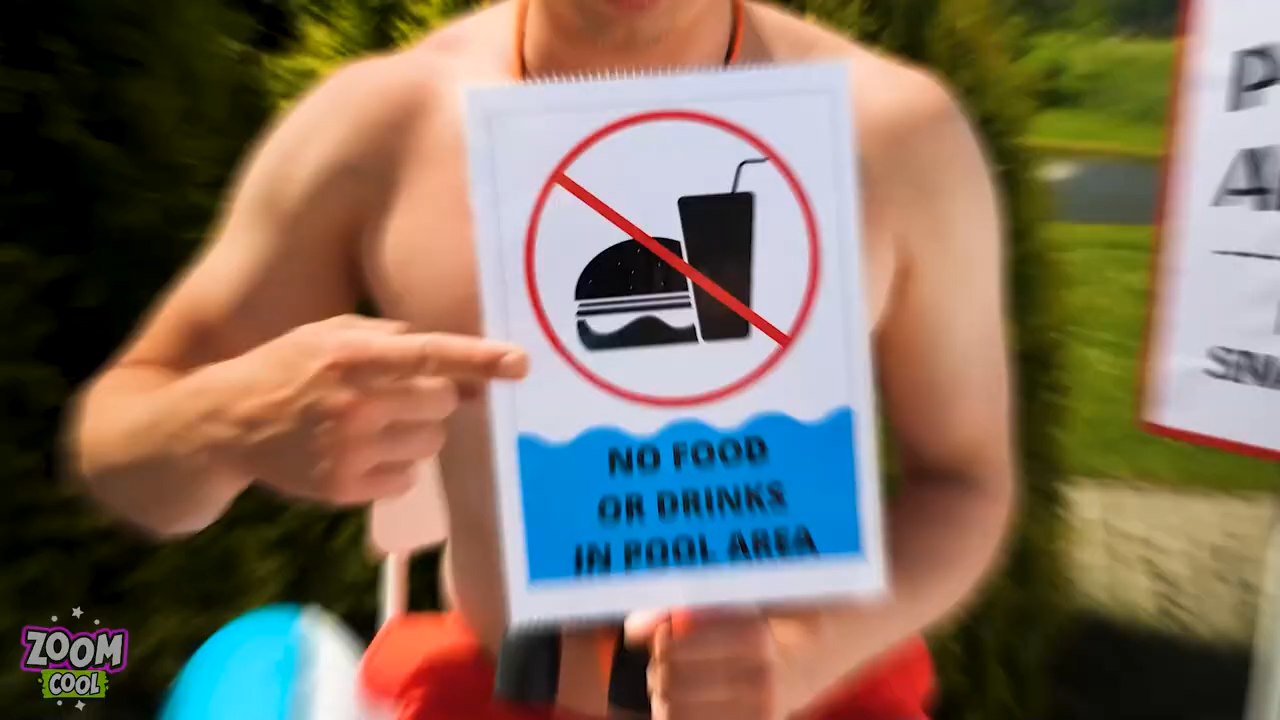 NO FOOD
OR DRINKS
IN POOL AREA
ZOOM
COOL